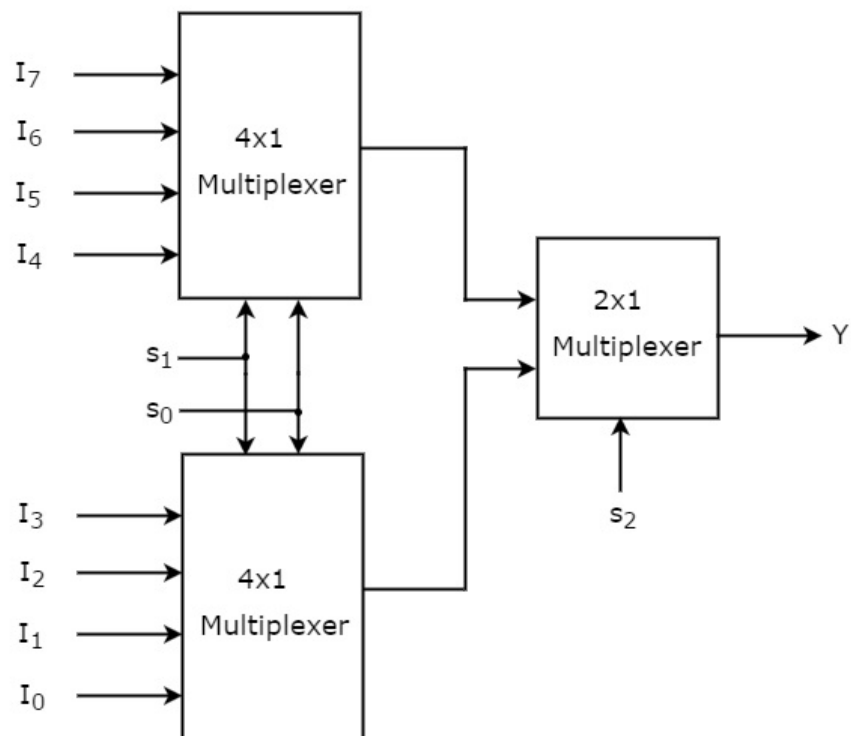 I₇
I₆
I₅
I₄
4x1
Multiplexer
s₁
s₀
I₃
I₂
I₁
I₀
4x1
Multiplexer
2x1
Multiplexer
s₂
Y